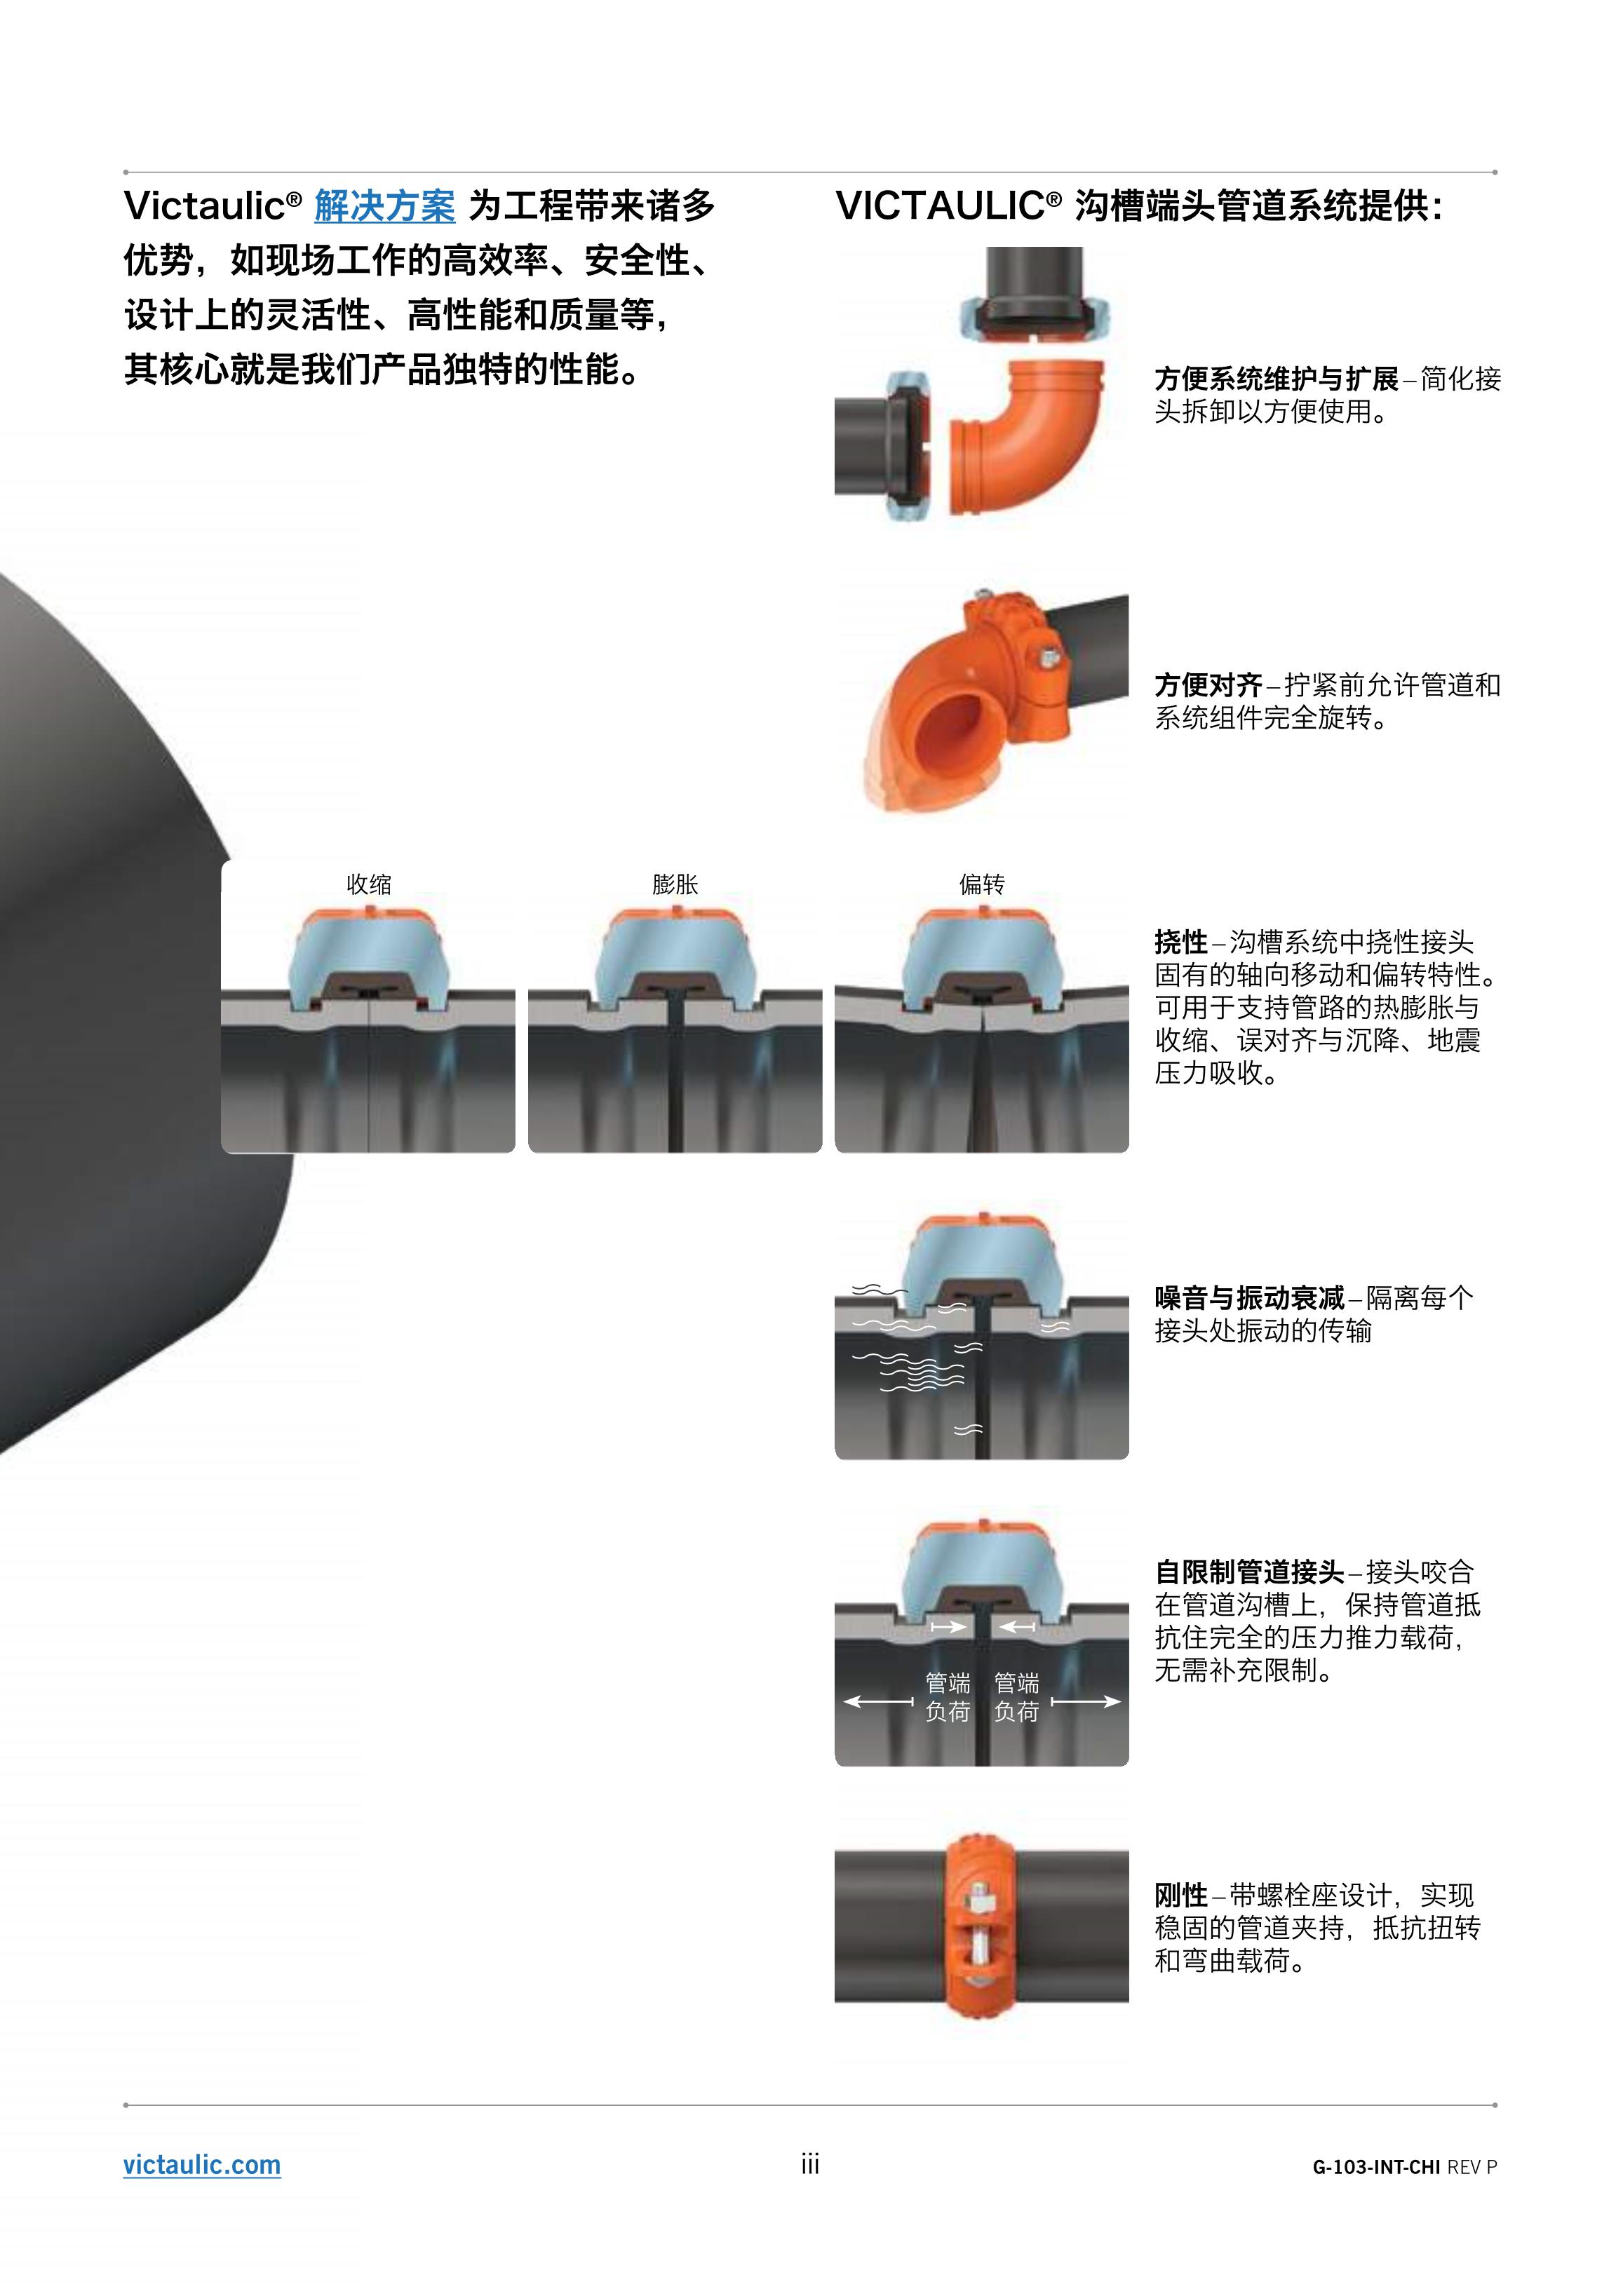 Victaulic® 解决方案 为工程带来诸多
优势，如现场工作的高效率、安全性、
设计上的灵活性、高性能和质量等，
其核心就是我们产品独特的性能。
VICTAULIC® 沟槽端头管道系统提供：
方便系统维护与扩展–简化接
头拆卸以方便使用。
方便对齐–拧紧前允许管道和
系统组件完全旋转。
收缩
膨胀
偏转
挠性–沟槽系统中挠性接头
固有的轴向移动和偏转特性。
可用于支持管路的热膨胀与
收缩、误对齐与沉降、地震
压力吸收。
噪音与振动衰减–隔离每个
接头处振动的传输
自限制管道接头–接头咬合
在管道沟槽上，保持管道抵
抗住完全的压力推力载荷，
无需补充限制。
管端
负荷
管端
负荷
刚性–带螺栓座设计，实现
稳固的管道夹持，抵抗扭转
和弯曲载荷。
victaulic.com
iii
G-103-INT-CHI REV P